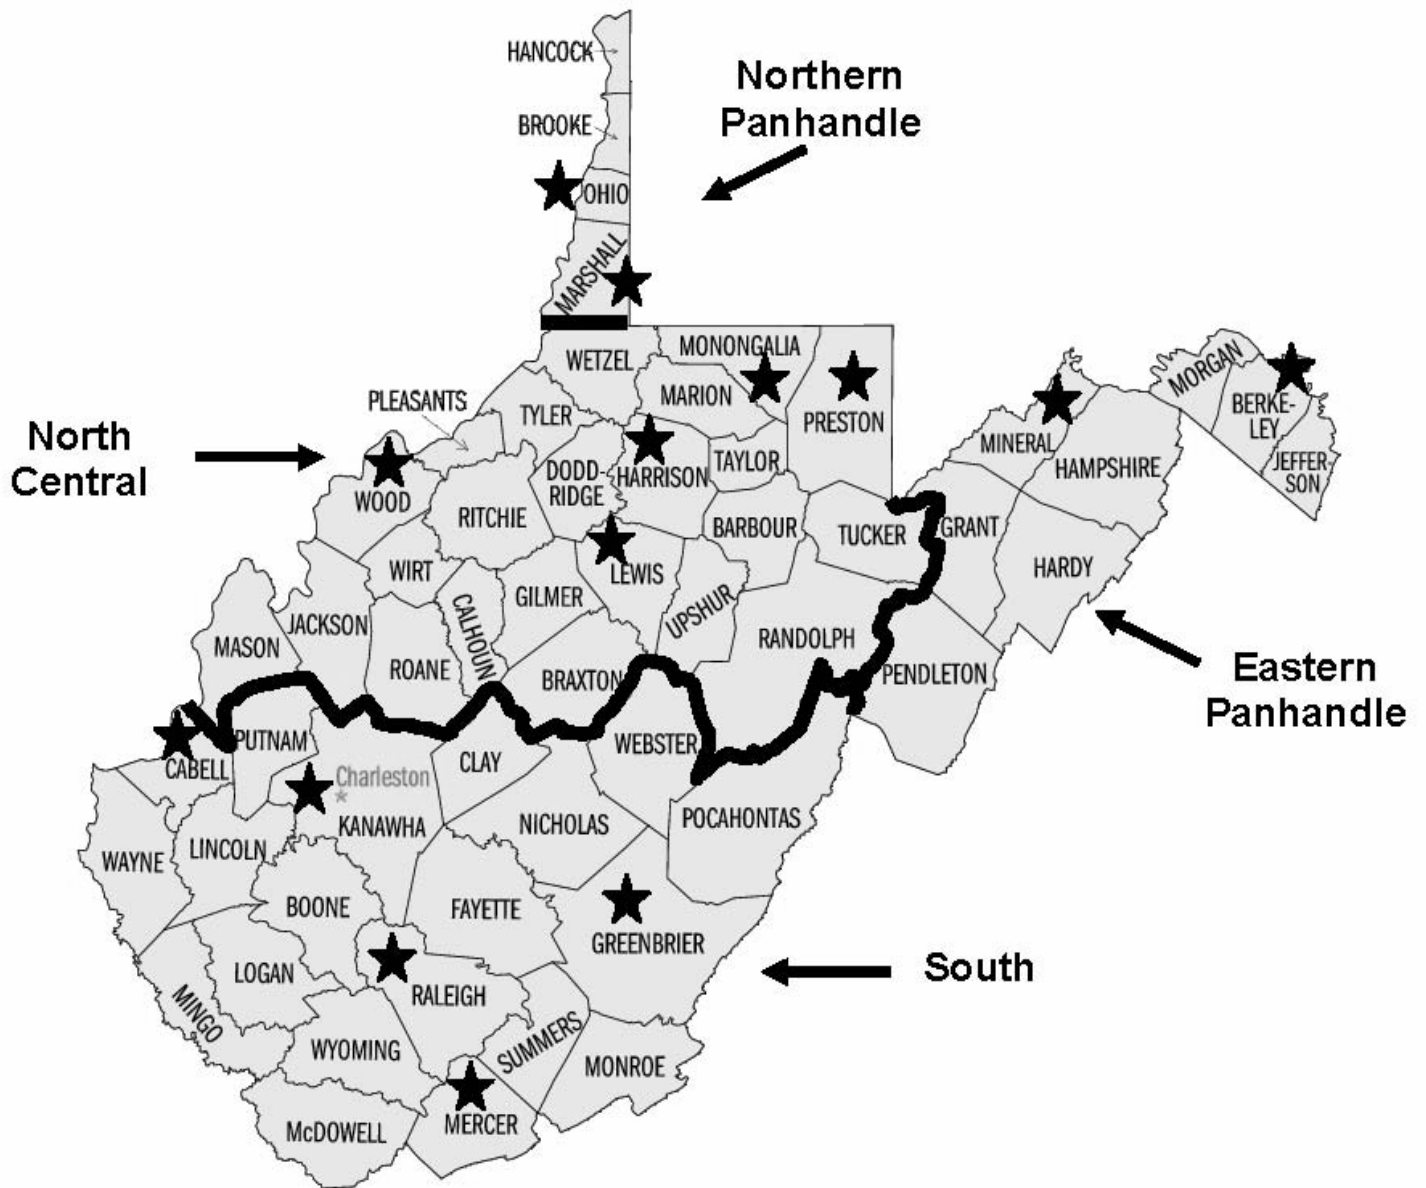 HANCOCK
Northern
Panhandle
BROOKE
OHIO
MARSHALL
WETZEL
MONONGALIA
MORGAN
PLEASANTS
TYLER
MARION
PRESTON
BERKE-
LEY
North
Central
MINERAL
HAMPSHIRE
JEFFER-
SON
WOOD
DODD-
RIDGE
HARRISON
TAYLOR
RITCHIE
BARBOUR
TUCKER
GRANT
WIRT
LEWIS
HARDY
GILMER
CALHOUN
UPSHUR
JACKSON
MASON
ROANE
BRAXTON
RANDOLPH
PENDLETON
Eastern
Panhandle
PUTNAM
WEBSTER
CABELL
CLAY
Charleston
*
KANAWHA
NICHOLAS
POCAHONTAS
WAYNE
LINCOLN
BOONE
FAYETTE
GREENBRIER
South
LOGAN
RALEIGH
MINGO
WYOMING
SUMMERS
MONROE
MERCER
McDOWELL